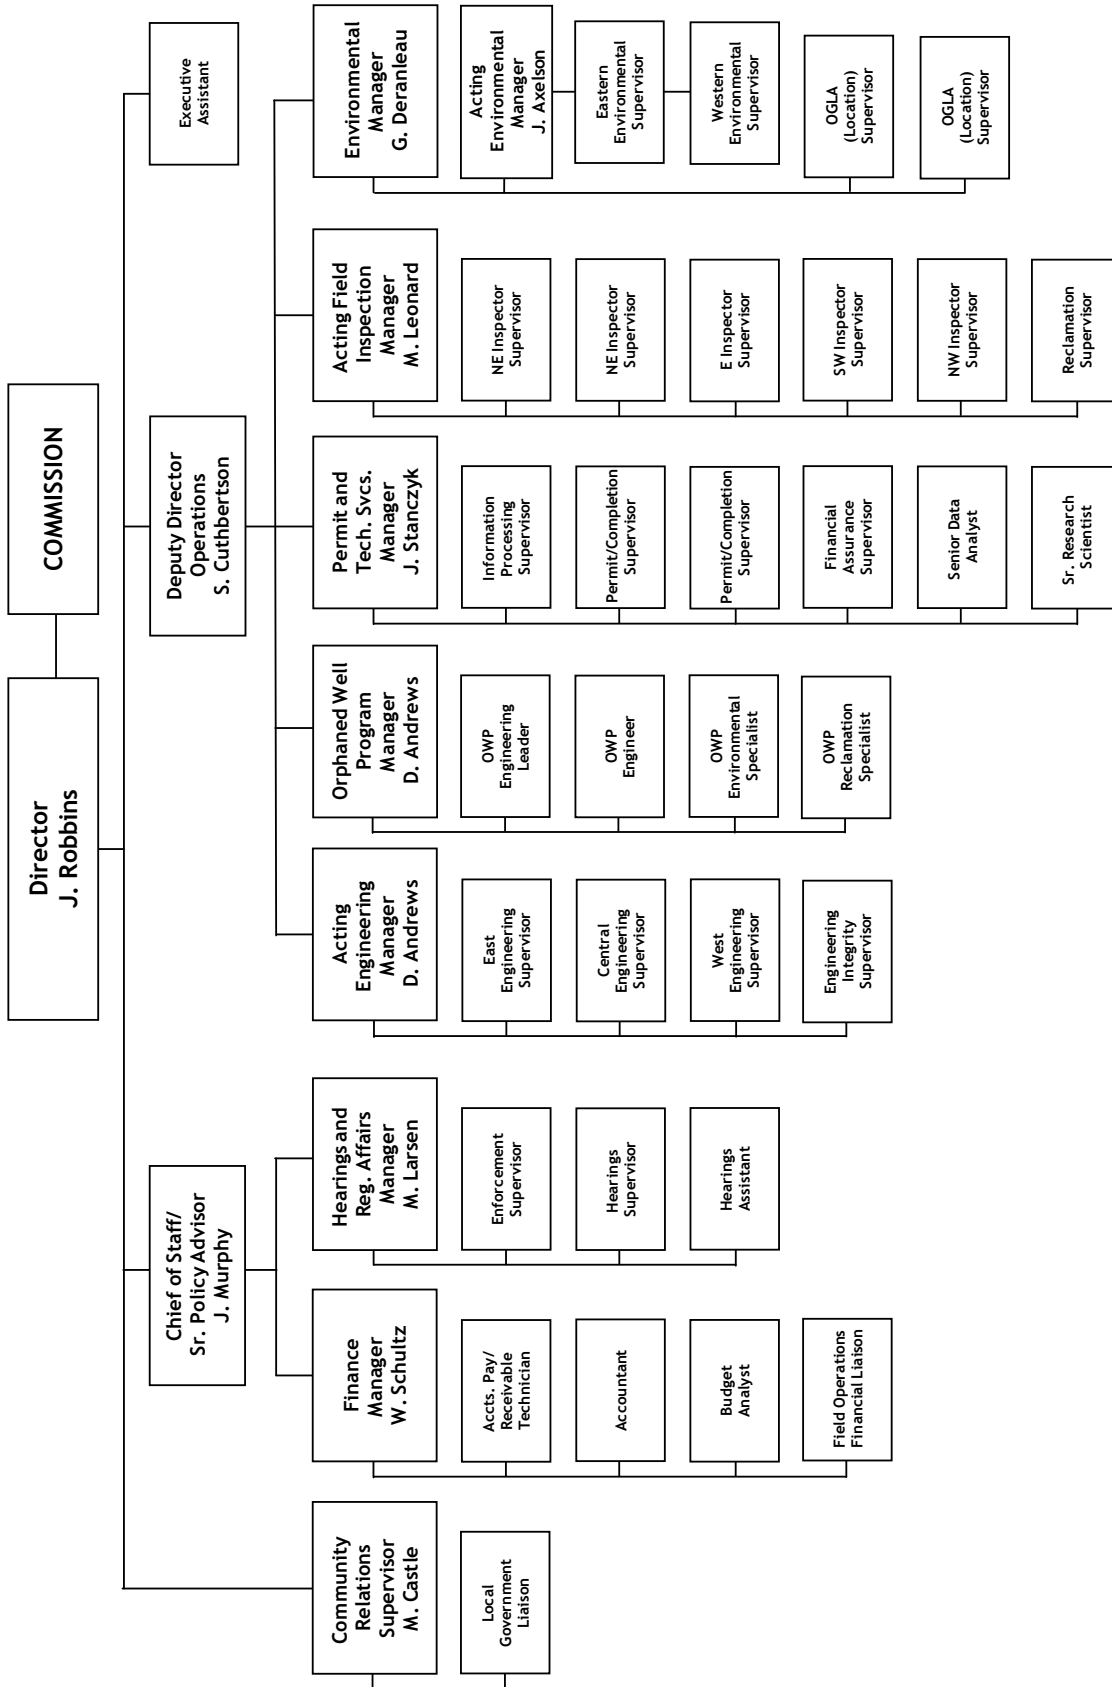 Director
J. Robbins
COMMISSION
Community
Relations
Supervisor
M. Castle
Local
Government
Liaison
Chief of Staff/
Sr. Policy Advisor
J. Murphy
Finance
Manager
W. Schultz
Accts. Pay/
Receivable
Technician
Accountant
Budget
Analyst
Field Operations
Financial Liaison
Hearings and
Reg. Affairs
Manager
M. Larsen
Enforcement
Supervisor
Hearings
Supervisor
Hearings
Assistant
Deputy Director
Operations
S. Cuthbertson
Acting
Engineering
Manager
D. Andrews
East
Engineering
Supervisor
Central
Engineering
Supervisor
West
Engineering
Supervisor
Engineering
Integrity
Supervisor
Orphaned Well
Program
Manager
D. Andrews
OWP
Engineering
Leader
OWP
Engineer
OWP
Environmental
Specialist
OWP
Reclamation
Specialist
Permit and
Tech. Svcs.
Manager
J. Stanczyk
Information
Processing
Supervisor
Permit/Completion
Supervisor
Permit/Completion
Supervisor
Financial
Assurance
Supervisor
Senior Data
Analyst
Sr. Research
Scientist
Acting Field
Inspection
Manager
M. Leonard
NE Inspector
Supervisor
NE Inspector
Supervisor
E Inspector
Supervisor
SW Inspector
Supervisor
NW Inspector
Supervisor
Reclamation
Supervisor
Environmental
Manager
G. Deranleau
Acting
Environmental
Manager
J. Axelson
Eastern
Environmental
Supervisor
Western
Environmental
Supervisor
OGLA
(Location)
Supervisor
OGLA
(Location)
Supervisor
Executive
Assistant